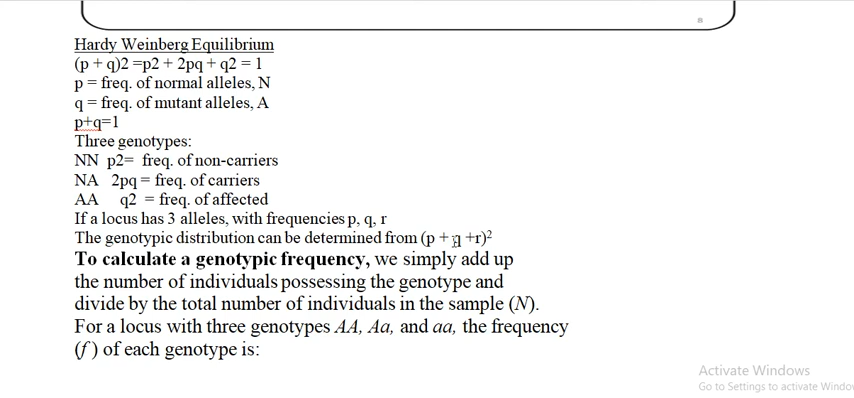 8
Hardy Weinberg Equilibrium
(p + q)2 =p2 + 2pq + q2 = 1
p = freq. of normal alleles, N
q = freq. of mutant alleles, A
p+q=1
Three genotypes:
NN p2= freq. of non-carriers
NA 2pq = freq. of carriers
AA q2 = freq. of affected
If a locus has 3 alleles, with frequencies p, q, r
The genotypic distribution can be determined from (p + q +r)²
To calculate a genotypic frequency, we simply add up
the number of individuals possessing the genotype and
divide by the total number of individuals in the sample (N).
For a locus with three genotypes AA, Aa, and aa, the frequency
(f ) of each genotype is:
Activate Windows
Go to Settings to activate Windo